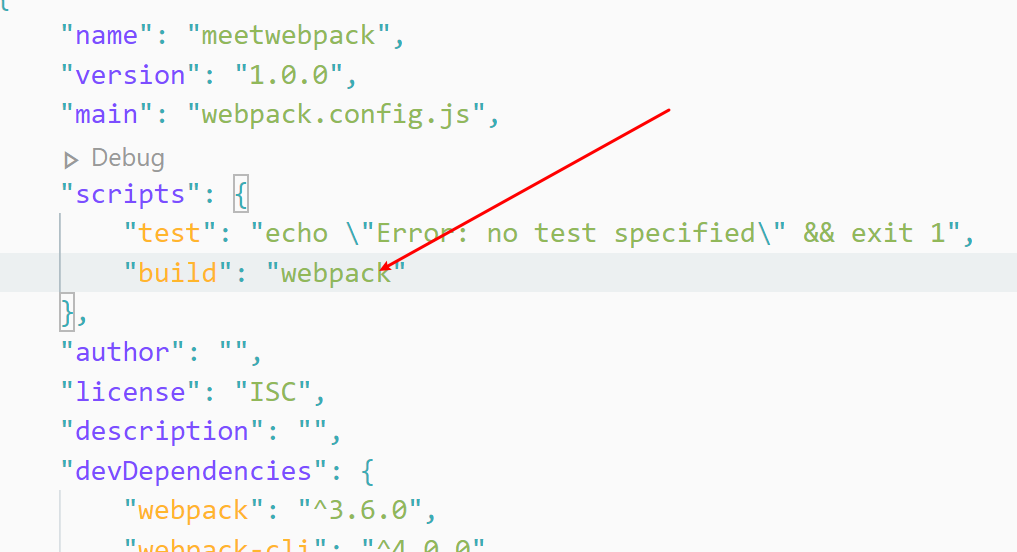 {
"name": "meetwebpack",
"version": "1.0.0",
"main": "webpack.config.js",
Debug
"scripts": {
"test": "echo \"Error: no test specified\" && exit 1",
"build": "webpack"
},
"author": "",
"license": "ISC",
"description": "",
"devDependencies": {
"webpack": "^3.6.0",
"webpack-cli": "^4.0.0"